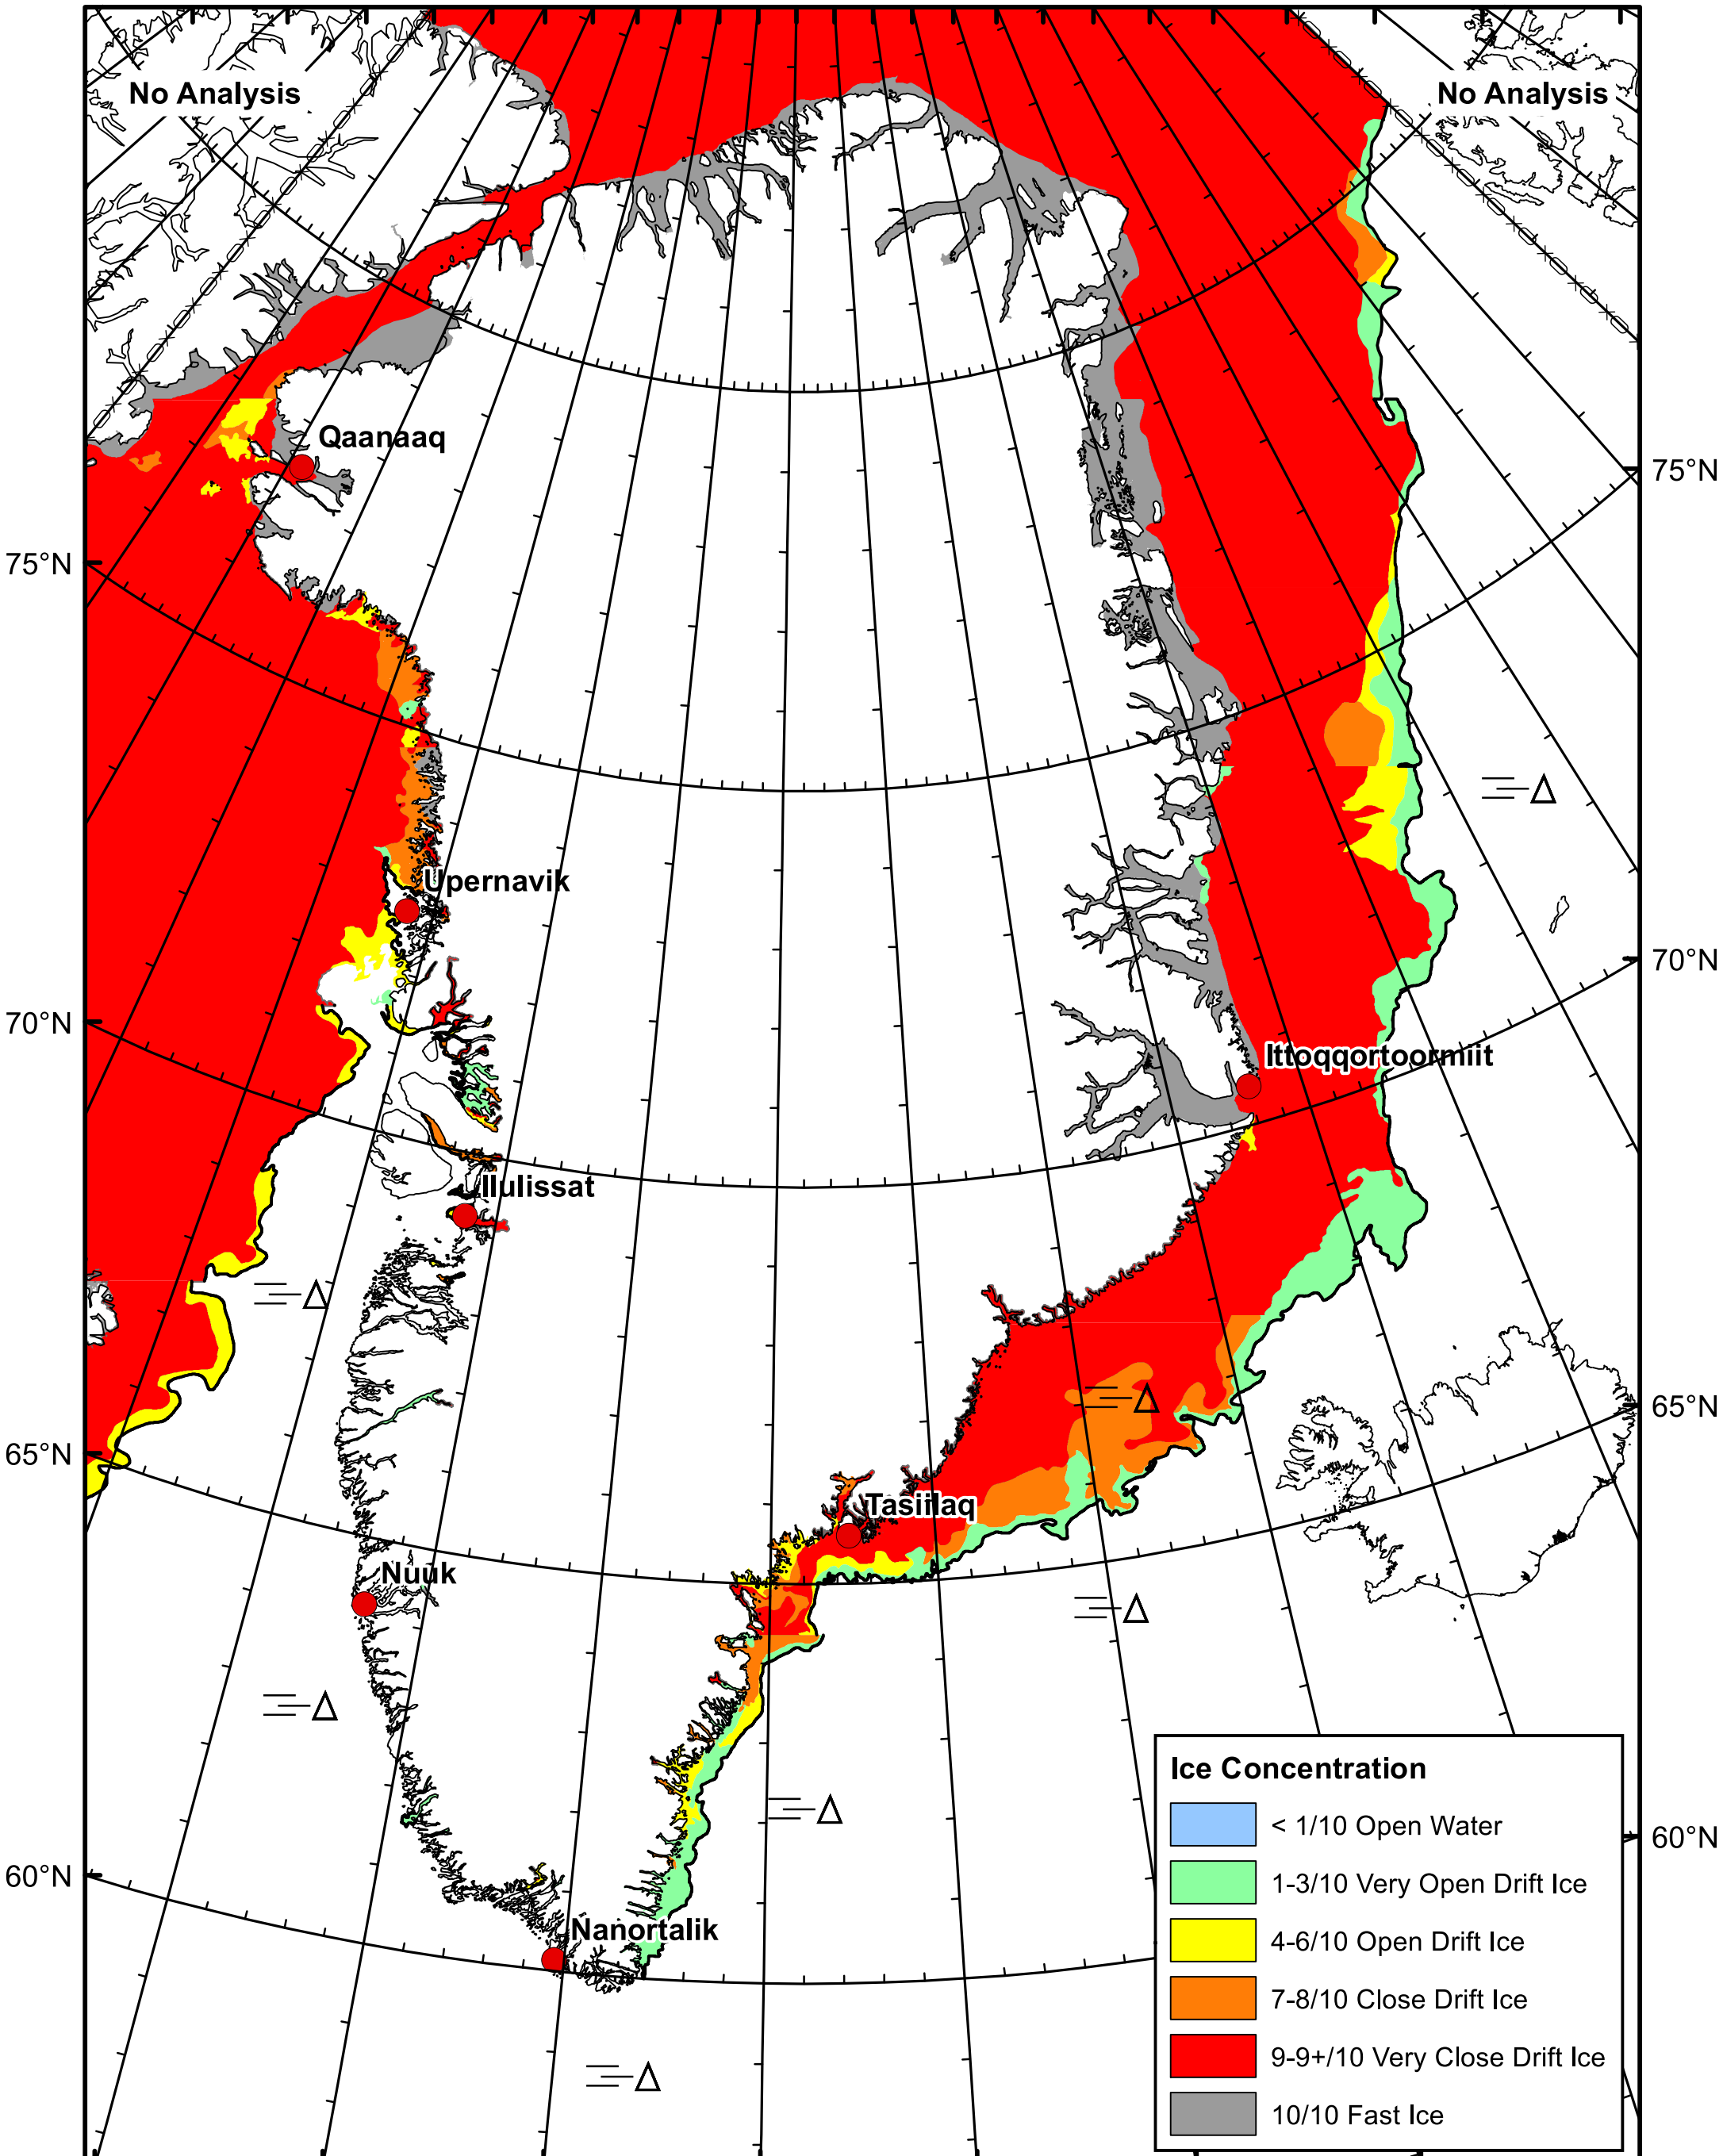 No Analysis
No Analysis
Qaanaaq
75°N
75°N
Upernavik
70°N
70°N
Ittoqqortoormiit
Ilulissat
65°N
65°N
Tasiilaq
Nuuk
60°N
60°N
Nanortalik
Ice Concentration
< 1/10 Open Water
1-3/10 Very Open Drift Ice
4-6/10 Open Drift Ice
7-8/10 Close Drift Ice
9-9+/10 Very Close Drift Ice
10/10 Fast Ice